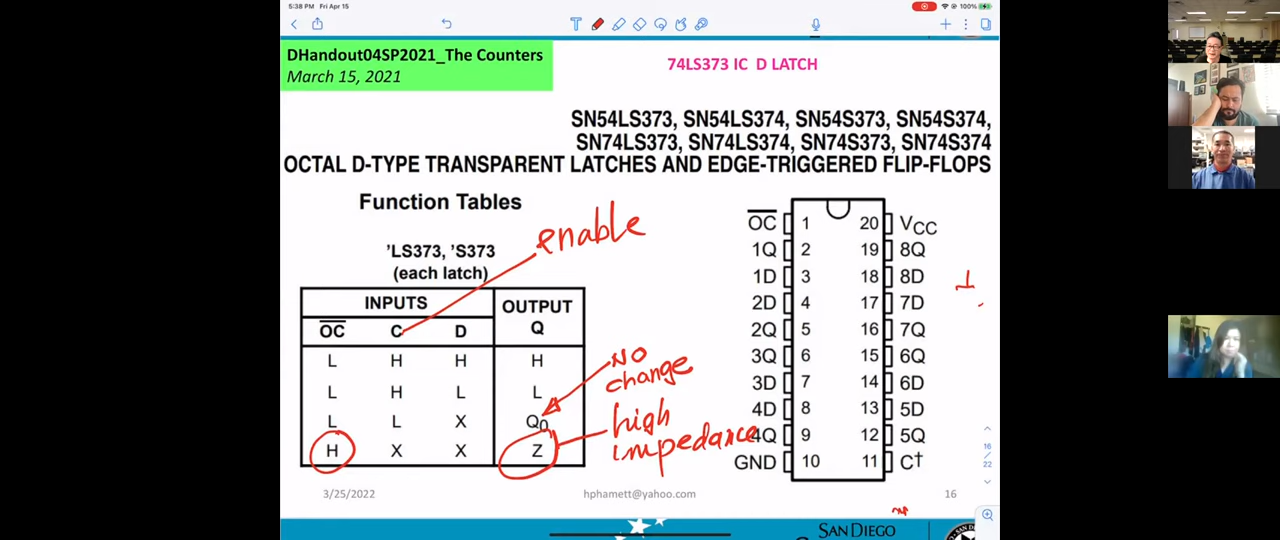 5:38 PM Fri Apr 15
100%
T
DHandout04SP2021_The Counters
March 15, 2021
74LS373 IC D LATCH
SN54LS373, SN54LS374, SN54S373, SN54S374,
SN74LS373, SN74LS374, SN74S373, SN74S374
OCTAL D-TYPE TRANSPARENT LATCHES AND EDGE-TRIGGERED FLIP-FLOPS
Function Tables
enable
'LS373, 'S373
(each latch)
INPUTS OUTPUT
Q
OC C D
L H H H
L H L L
L L X Q0
H X X Z
NO
change
high
impedance
OC 1 20 VCC
1Q 2 19 8Q
1D 3 18 8D
2D 4 17 7D
2Q 5 16 7Q
3Q 6 15 6Q
3D 7 14 6D
4D 8 13 5D
4Q 9 12 5Q
GND 10 11 C†
16
/
22
3/25/2022 hphamett@yahoo.com 16
SAN DIEGO